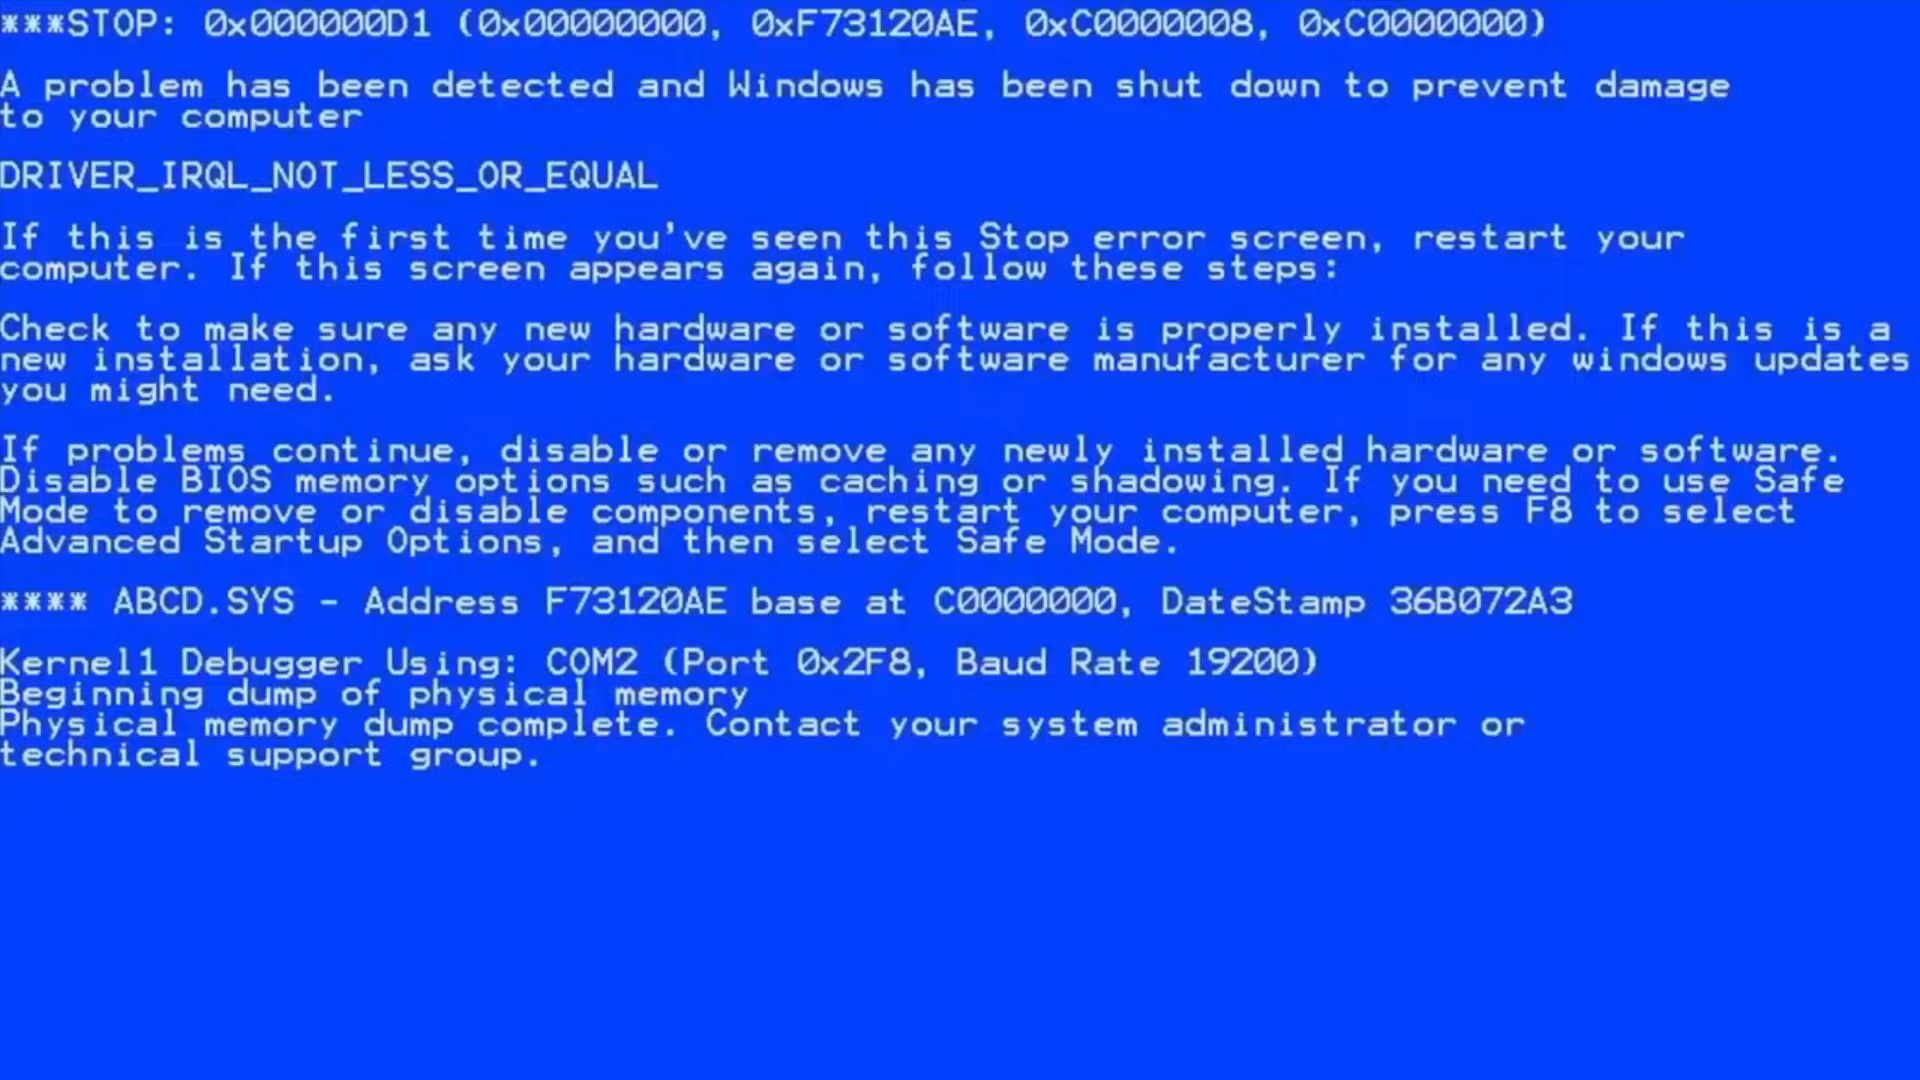 ***STOP: 0x000000D1 (0x00000000, 0xF73120AE, 0xC0000008, 0xC0000000)
A problem has been detected and Windows has been shut down to prevent damage
to your computer
DRIVER_IRQL_NOT_LESS_OR_EQUAL
If this is the first time you've seen this Stop error screen, restart your
computer. If this screen appears again, follow these steps:
Check to make sure any new hardware or software is properly installed. If this is a
new installation, ask your hardware or software manufacturer for any windows updates
you might need.
If problems continue, disable or remove any newly installed hardware or software.
Disable BIOS memory options such as caching or shadowing. If you need to use Safe
Mode to remove or disable components, restart your computer, press F8 to select
Advanced Startup Options, and then select Safe Mode.
**** ABCD.SYS - Address F73120AE base at C0000000, DateStamp 36B072A3
Kernel1 Debugger Using: COM2 (Port 0x2F8, Baud Rate 19200)
Beginning dump of physical memory
Physical memory dump complete. Contact your system administrator or
technical support group.